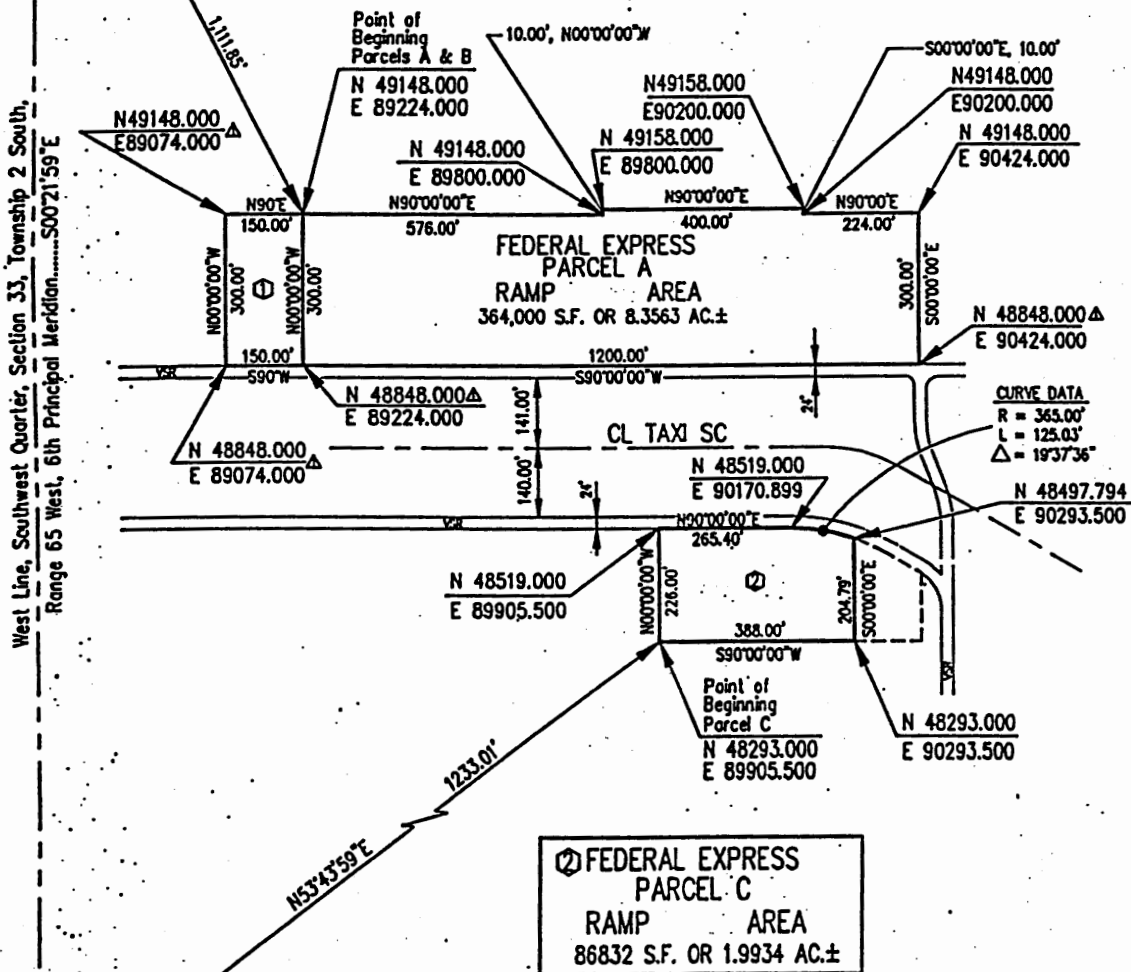 West Line, Southwest Quarter, Section 33, Township 2 South,
Range 65 West, 6th Principal Meridian.......S00°21'59"E
1,111.85'
Point of
Beginning
Parcels A & B
N 49148.000
E 89224.000
10.00', N00°00'00"W
S00°00'00"E, 10.00'
N49148.000
E89074.000 △
N 49148.000
E 89800.000
N49158.000
E90200.000
N 49158.000
E 89800.000
N49148.000
E90200.000
N 49148.000
E 90424.000
N90°E
150.00'
N90°00'00"E
576.00'
N90°00'00"E
400.00'
N90°00'00"E
224.00'
N00°00'00"W
300.00'
①
N00°00'00"W
300.00'
FEDERAL EXPRESS
PARCEL A
RAMP AREA
364,000 S.F. OR 8.3563 AC.±
S00°00'00"E
300.00'
N 48848.000 △
E 90424.000
150.00'
S90°W
1200.00'
S90°00'00"W
VSR
24'
N 48848.000 △
E 89224.000
N 48848.000
E 89074.000 △
141.00'
CL TAXI SC
140.00'
24'
CURVE DATA
R = 365.00'
L = 125.03'
△ = 19°37'36"
N 48519.000
E 90170.899
N 48497.794
E 90293.500
VSR
N90°00'00"E
265.40'
N 48519.000
E 89905.500
N00°00'00"W
226.00'
②
204.79'
S00°00'00"E
388.00'
S90°00'00"W
VSR
Point of
Beginning
Parcel C
N 48293.000
E 89905.500
N 48293.000
E 90293.500
1233.01'
N53°43'59"E
② FEDERAL EXPRESS
PARCEL C
RAMP AREA
86832 S.F. OR 1.9934 AC.±